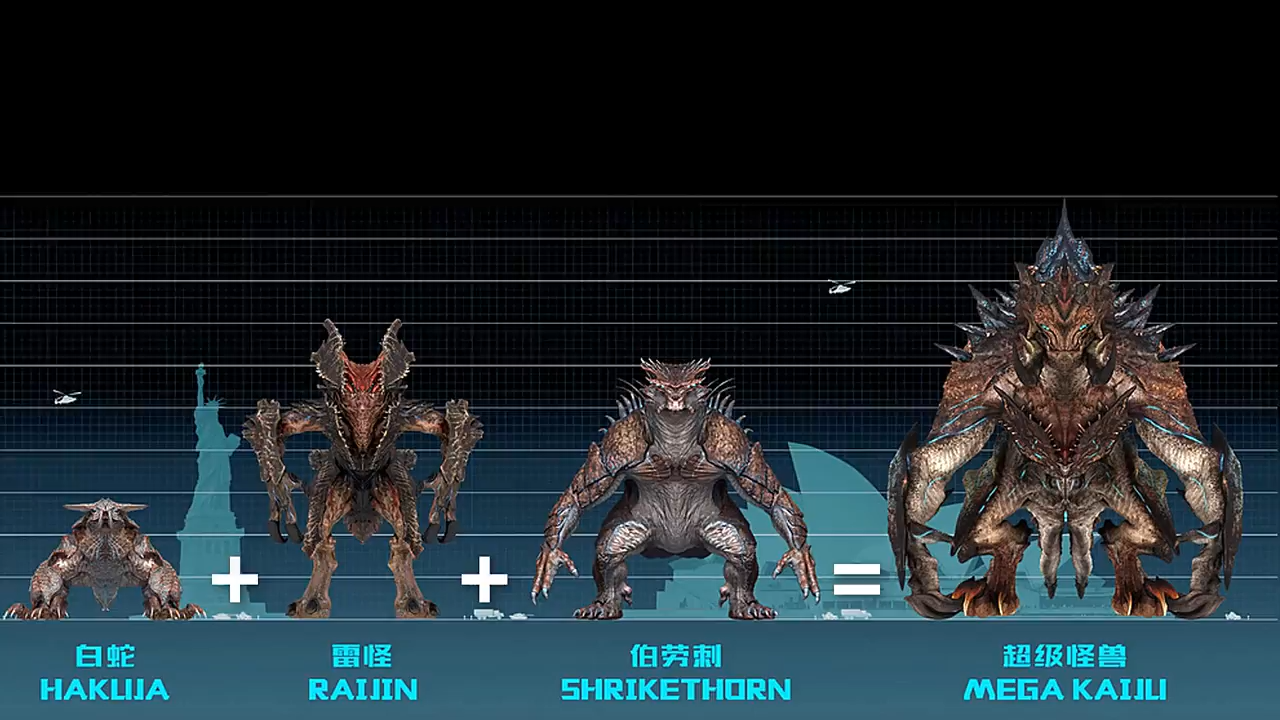 白蛇
HAKUJA
+
雷怪
RAIJIN
+
伯劳刺
SHRIKETHORN
=
超级怪兽
MEGA KAIJU